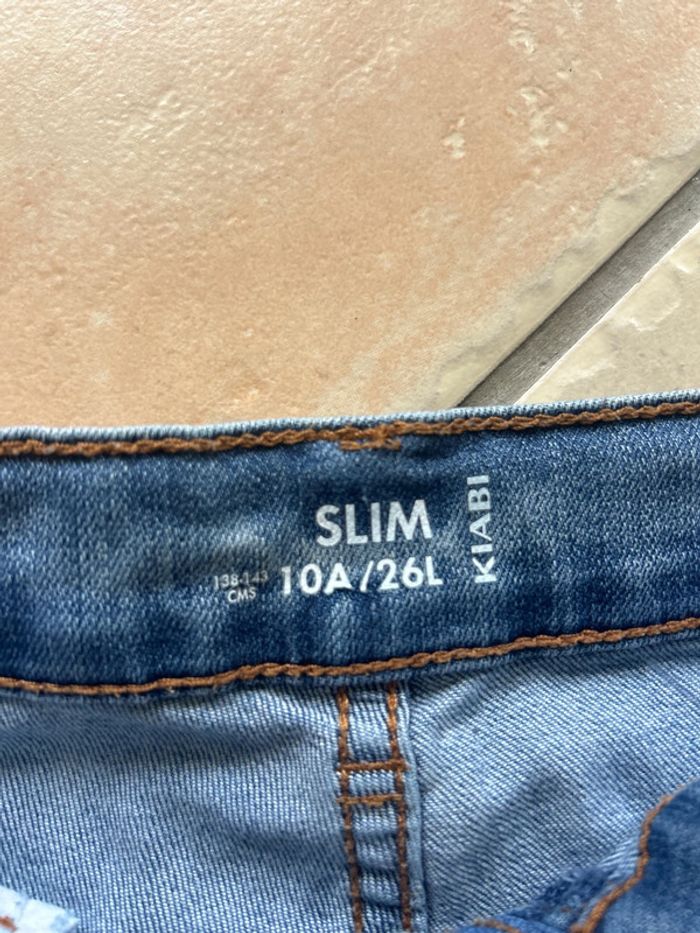 SLIM
138-143
CMS
10A/26L
KIABI